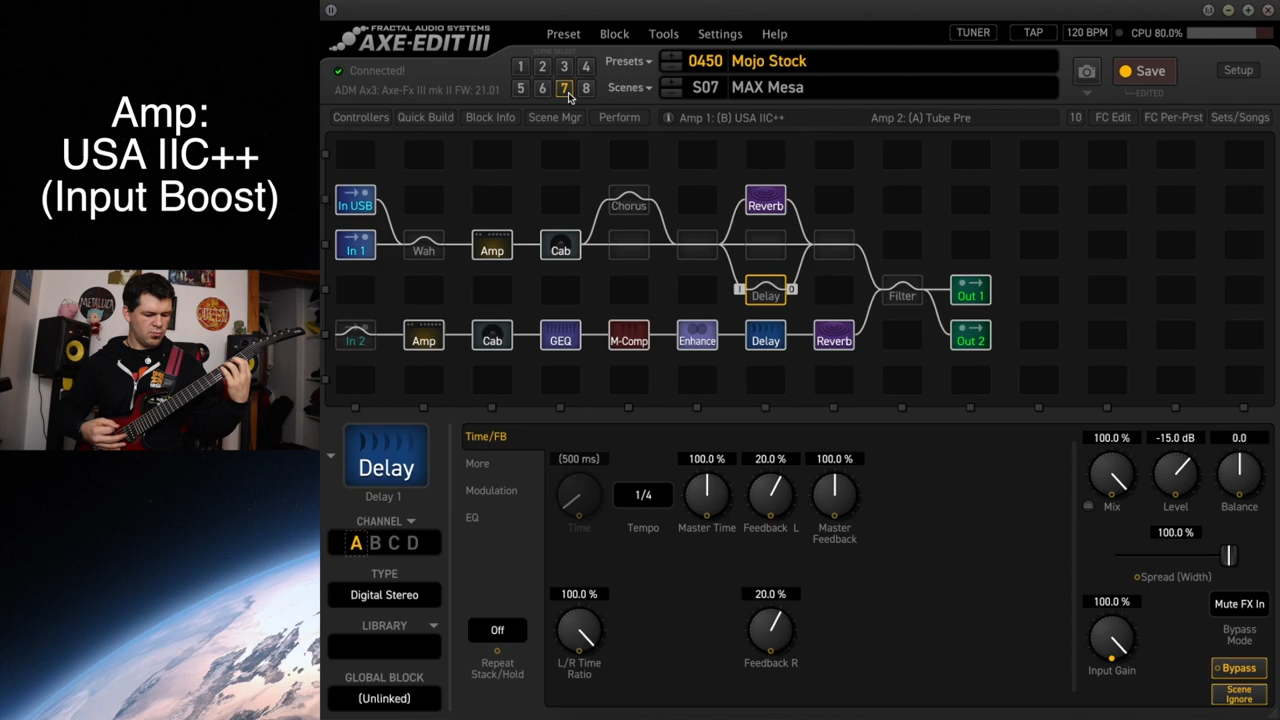 Amp:
USA IIC++
(Input Boost)
METALLICA
QUEEN
FRACTAL AUDIO SYSTEMS
AXE-EDIT III
Connected!
ADM Ax3: Axe-Fx III mk II FW: 21.01
Preset Block Tools Settings Help
TUNER TAP 120 BPM CPU 80.0%
SCENE SELECT
1 2 3 4
5 6 7 8
Presets 0450 Mojo Stock
Scenes S07 MAX Mesa
Save
EDITED
Setup
Controllers Quick Build Block Info Scene Mgr Perform
Amp 1: (B) USA IIC++ Amp 2: (A) Tube Pre
10 FC Edit FC Per-Prst Sets/Songs
In USB Chorus Reverb
In 1 Wah Amp Cab
I Delay O Filter Out 1
In 2 Amp Cab GEQ M-Comp Enhance Delay Reverb Out 2
Delay
Delay 1
CHANNEL
A B C D
TYPE
Digital Stereo
LIBRARY
GLOBAL BLOCK
(Unlinked)
Time/FB
More
Modulation
EQ
Off
Repeat
Stack/Hold
(500 ms)
Time
1/4
Tempo
100.0 %
Master Time
20.0 %
Feedback L
100.0 %
Master
Feedback
100.0 %
L/R Time
Ratio
20.0 %
Feedback R
100.0 %
Mix
-15.0 dB
Level
0.0
Balance
100.0 %
Spread (Width)
100.0 %
Input Gain
Mute FX In
Bypass
Mode
Bypass
Scene
Ignore